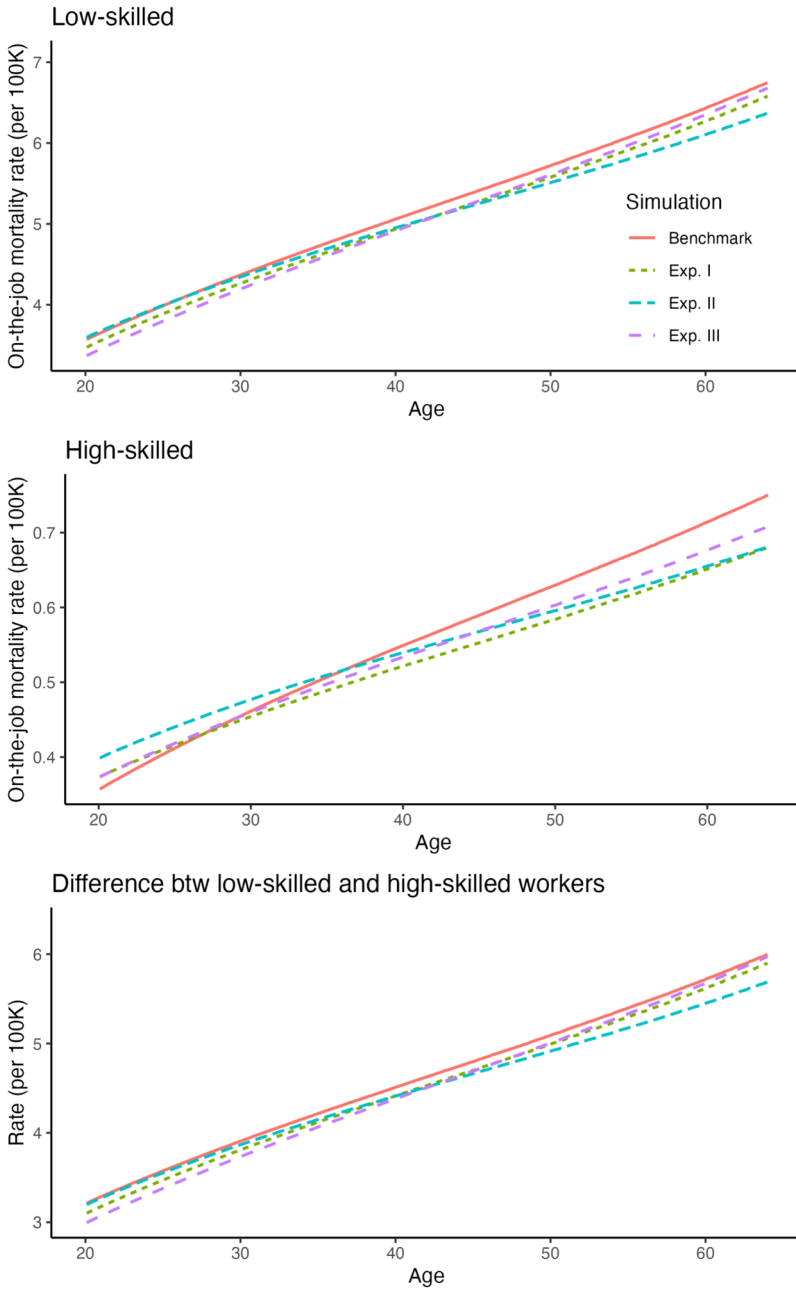 Low-skilled
On-the-job mortality rate (per 100K)
7
6
5
4
Simulation
Benchmark
Exp. I
Exp. II
Exp. III
20 30 40 50 60
Age
High-skilled
On-the-job mortality rate (per 100K)
0.7
0.6
0.5
0.4
20 30 40 50 60
Age
Difference btw low-skilled and high-skilled workers
Rate (per 100K)
6
5
4
3
20 30 40 50 60
Age